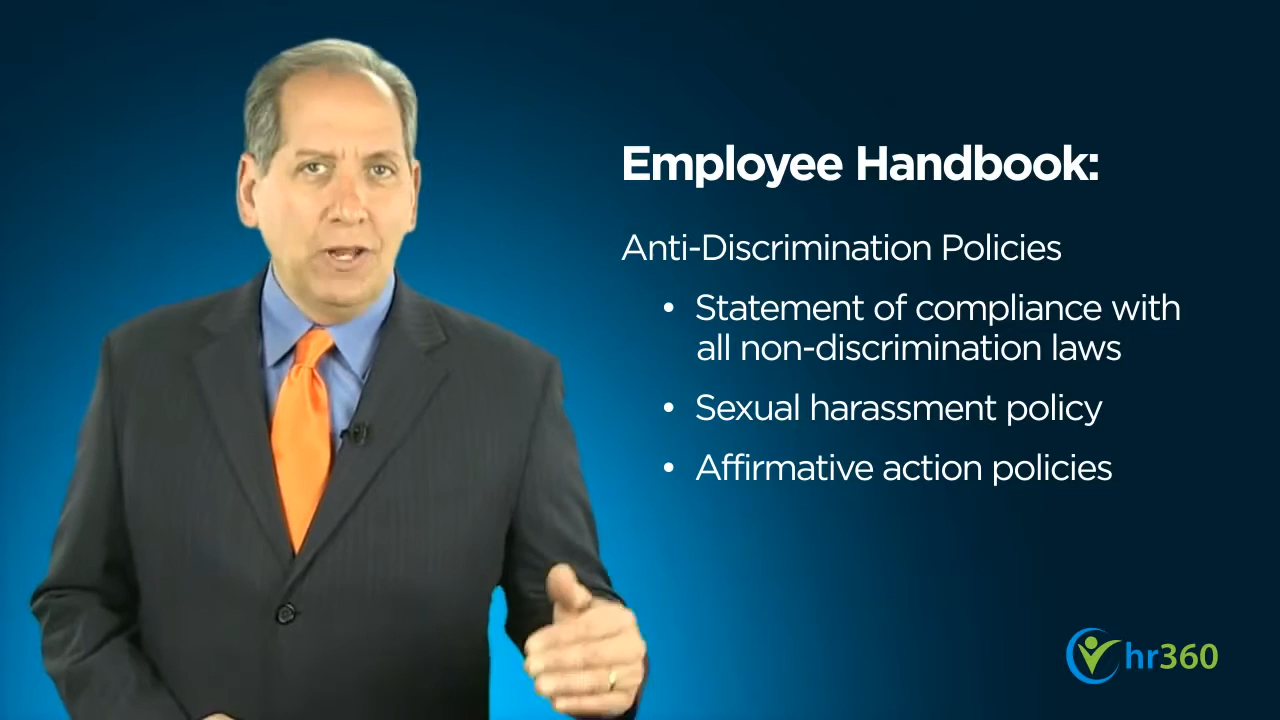 Employee Handbook:
Anti-Discrimination Policies
• Statement of compliance with
all non-discrimination laws
• Sexual harassment policy
• Affirmative action policies
hr360